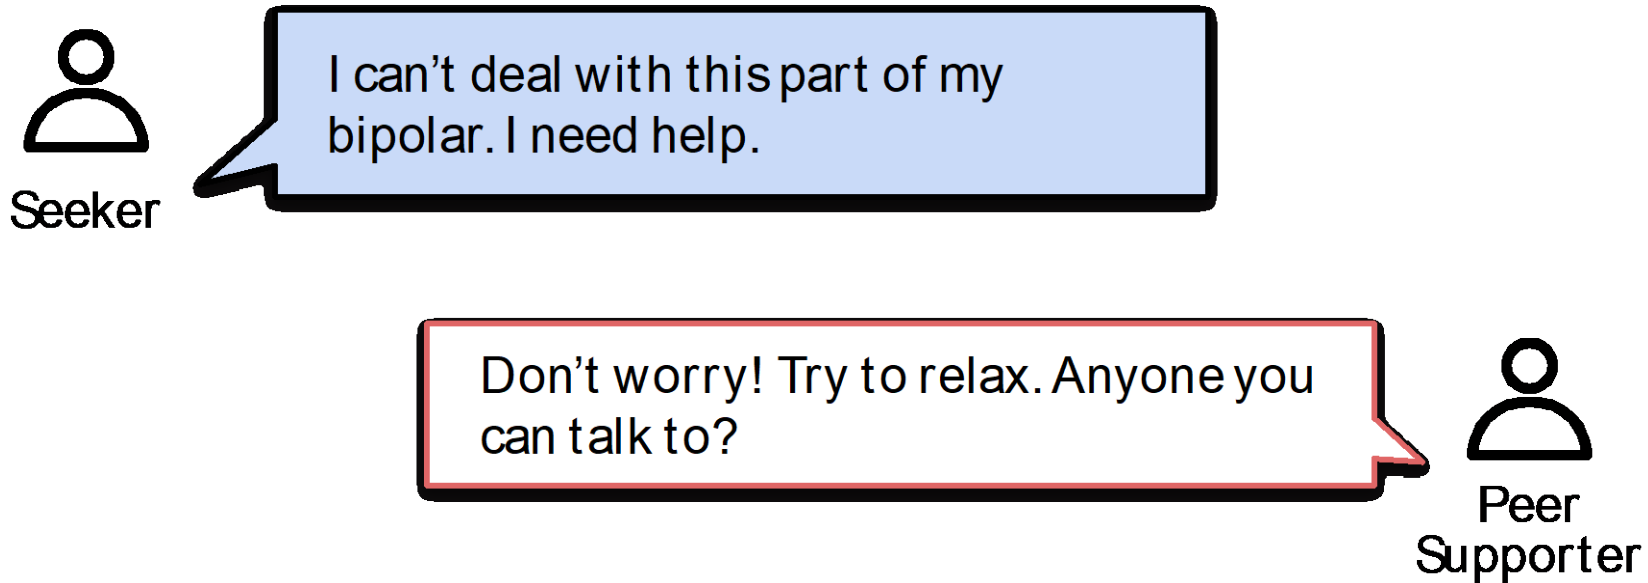 I can't deal with this part of my
bipolar. I need help.
Seeker
Don't worry! Try to relax. Anyone you
can talk to?
Peer
Supporter